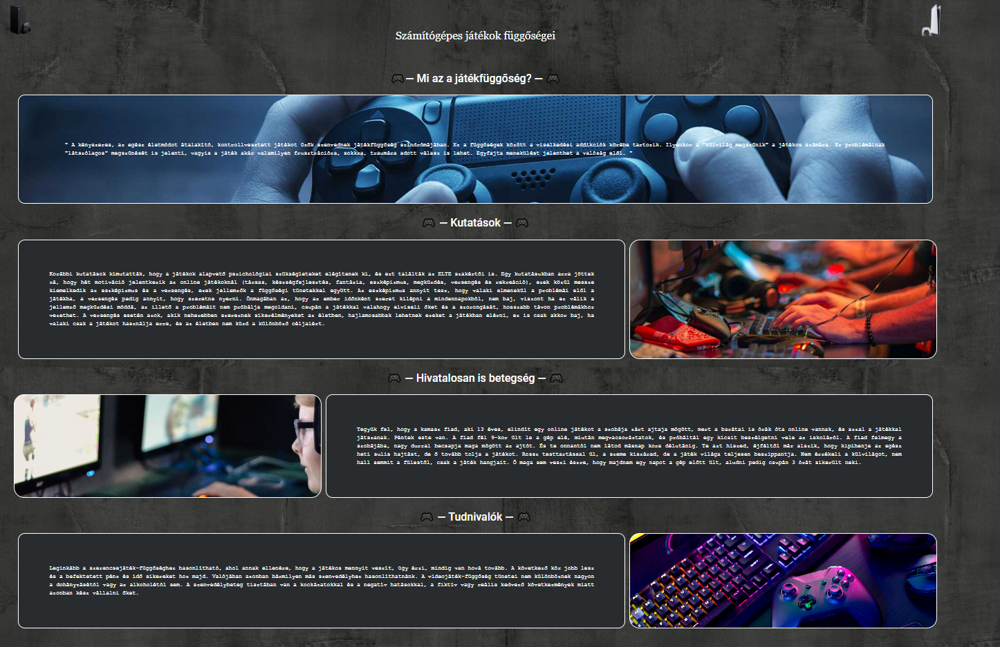 Számítógépes játékok függőségei
— Mi az a játékfüggőség? —
" A kényszeres, az egész életmódot átalakító, kontrollvesztett játékot űzők szenvednek játékfüggőség szindrómájában. Ez a függőségek között a viselkedési addikciók körébe tartozik. Ilyenkor a "külvilág megszűnik" a játékos számára. Ez problémáinak
"látszólagos" megszűnését is jelenti, vagyis a játék akár valamilyen frusztrációra, sokkra, traumára adott válasz is lehet. Egyfajta menekülést jelenthet a valóság elől. "
— Kutatások —
Korábbi kutatások kimutatták, hogy a játékok alapvető pszichológiai szükségleteket elégítenek ki, és ezt találták az ELTE szakértői is. Egy kutatásukban arra jöttek
rá, hogy hét motiváció jelentkezik az online játékoknál (társas, készségfejlesztés, fantázia, eszképizmus, megküzdés, versengés és rekreáció), ezek közül messze
kiemelkedik az eszképizmus és a versengés, ezek jellemzők a függőségi tünetekkel együtt. Az eszképizmus annyit tesz, hogy valaki elmenekül a problémái elől a
játékba, a versengés pedig annyit, hogy szeretne nyerni. Önmagában az, hogy az ember időnként szeret kilépni a mindennapokból, nem baj, viszont ha ez válik a
jellemző megküzdési móddá, az illető a problémáit nem próbálja megoldani, csupán a játékkal valahogy elviseli őket és a szorongását, hosszabb távon problémákhoz
vezethet. A versengés esetén azok, akik nehezebben szereznek sikerélményeket az életben, hajlamosabbak lehetnek ezeket a játékban elérni, ez is csak akkor baj, ha
valaki csak a játékot használja erre, és az életben nem küzd a különböző céljaiért.
— Hivatalosan is betegség —
Tegyük fel, hogy a kamasz fiad, aki 13 éves, elindít egy online játékot a szobája zárt ajtaja mögött, mert a barátai is órák óta online vannak, és azzal a játékkal
játszanak. Péntek este van. A fiad fél 9-kor ült le a gép elé, miután megvacsoráztatok, és próbáltál egy kicsit beszélgetni vele az iskoláról. A fiad felmegy a
szobájába, nagy durral becsapja maga mögött az ajtót. És te onnantól nem látod másnap kora délutánig. Te azt hiszed, éjféltől már alszik, hogy kipihenje az egész
heti sulis hajtást, de ő tovább tolja a játékot. Rossz testtartással ül, a szeme kiszárad, de a játék világa teljesen beszippantja. Nem érzékeli a külvilágot, nem
hall semmit a fülestől, csak a játék hangjait. Ő maga sem veszi észre, hogy majdnem egy napot a gép előtt ült, aludni pedig csupán 3 órát sikerült neki.
— Tudnivalók —
Leginkább a szerencsejáték-függőséghez hasonlítható, ahol annak ellenére, hogy a játékos mennyit veszít, úgy érzi, mindig van hová tovább. A következő kör jobb lesz
és a befektetett pénz és idő sikereket hoz majd. Valójában azonban bármilyen más szenvedélyhez hasonlíthatnánk. A videojáték-függőség tünetei nem különböznek nagyon
a dohányzásétól vagy az alkoholétól sem. A szenvedélybeteg tisztában van a kockázatokkal és a negatív hatásokkal, a fiktív vagy reális kedvező következmények miatt
azonban kész vállalni őket.